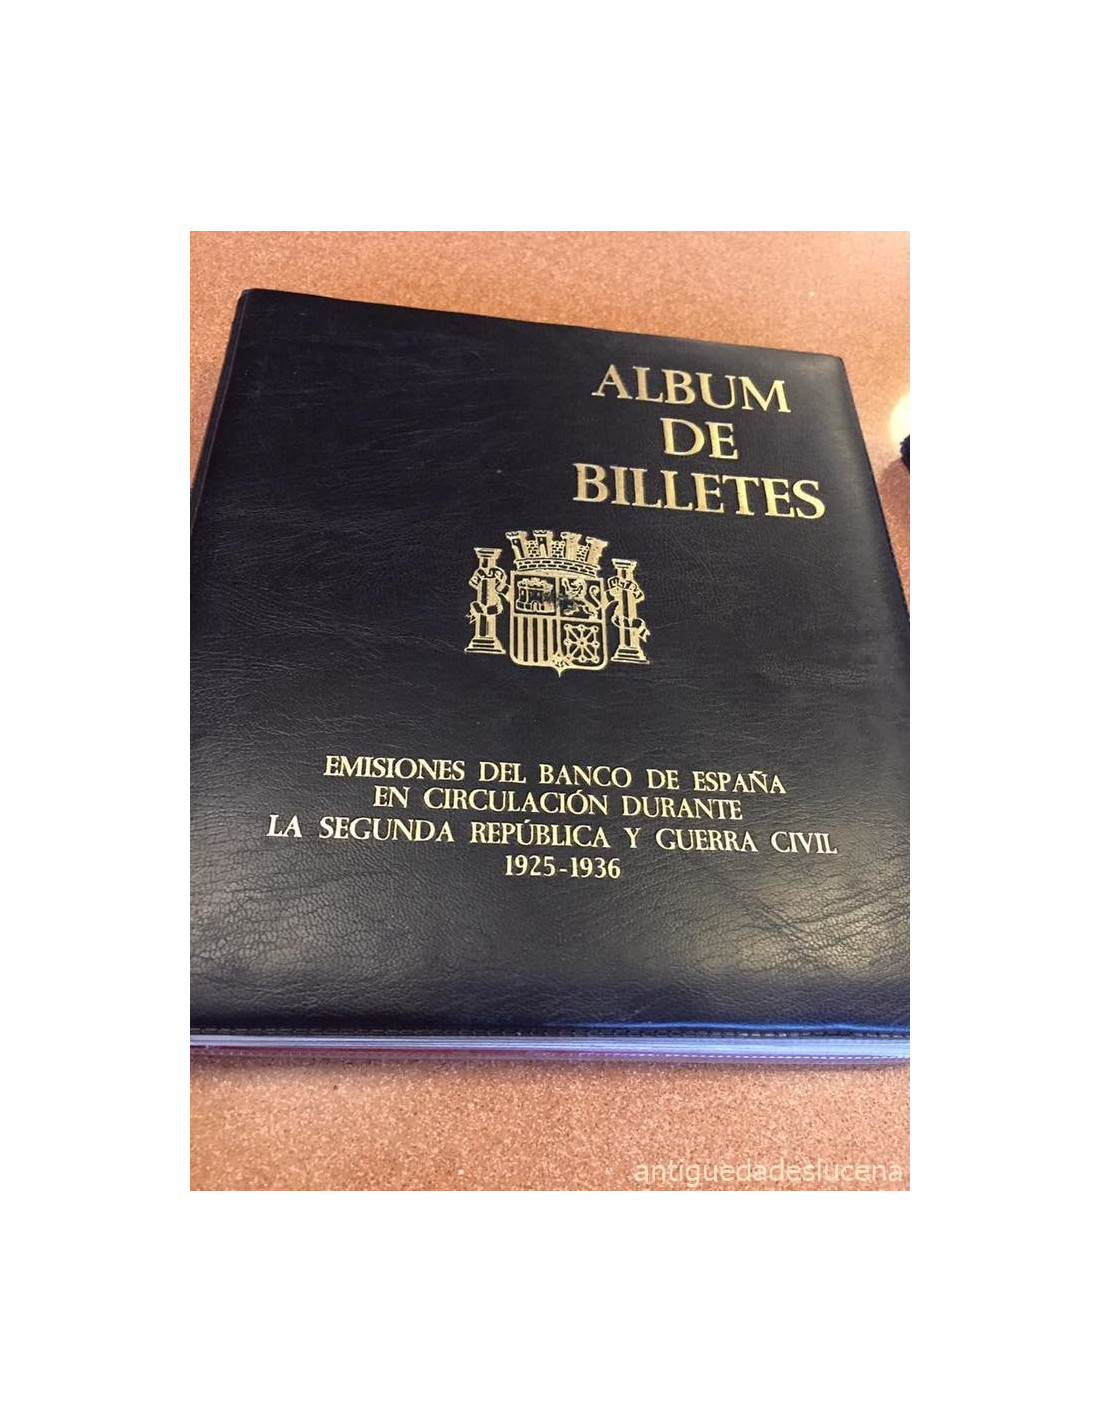 ALBUM
DE
BILLETES
EMISIONES DEL BANCO DE ESPAÑA
EN CIRCULACIÓN DURANTE
LA SEGUNDA REPÚBLICA Y GUERRA CIVIL
1925-1936
antiguedadeslucena